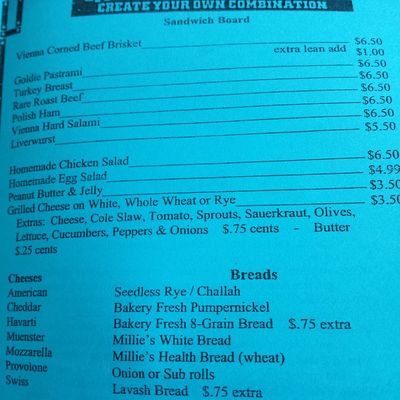 CREATE YOUR OWN COMBINATION
Sandwich Board
Vienna Corned Beef Brisket $6.50
extra lean add $1.00
Goldie Pastrami $6.50
Turkey Breast $6.50
Rare Roast Beef $6.50
Polish Ham $6.50
Vienna Hard Salami $6.50
Liverwurst $5.50
Homemade Chicken Salad $6.50
Homemade Egg Salad $4.99
Peanut Butter & Jelly $3.50
Grilled Cheese on White, Whole Wheat or Rye $3.50
Extras: Cheese, Cole Slaw, Tomato, Sprouts, Sauerkraut, Olives,
Lettuce, Cucumbers, Peppers & Onions $.75 cents - Butter
$.25 cents
Cheeses
American
Cheddar
Havarti
Muenster
Mozzarella
Provolone
Swiss
Breads
Seedless Rye / Challah
Bakery Fresh Pumpernickel
Bakery Fresh 8-Grain Bread $.75 extra
Millie's White Bread
Millie's Health Bread (wheat)
Onion or Sub rolls
Lavash Bread $.75 extra